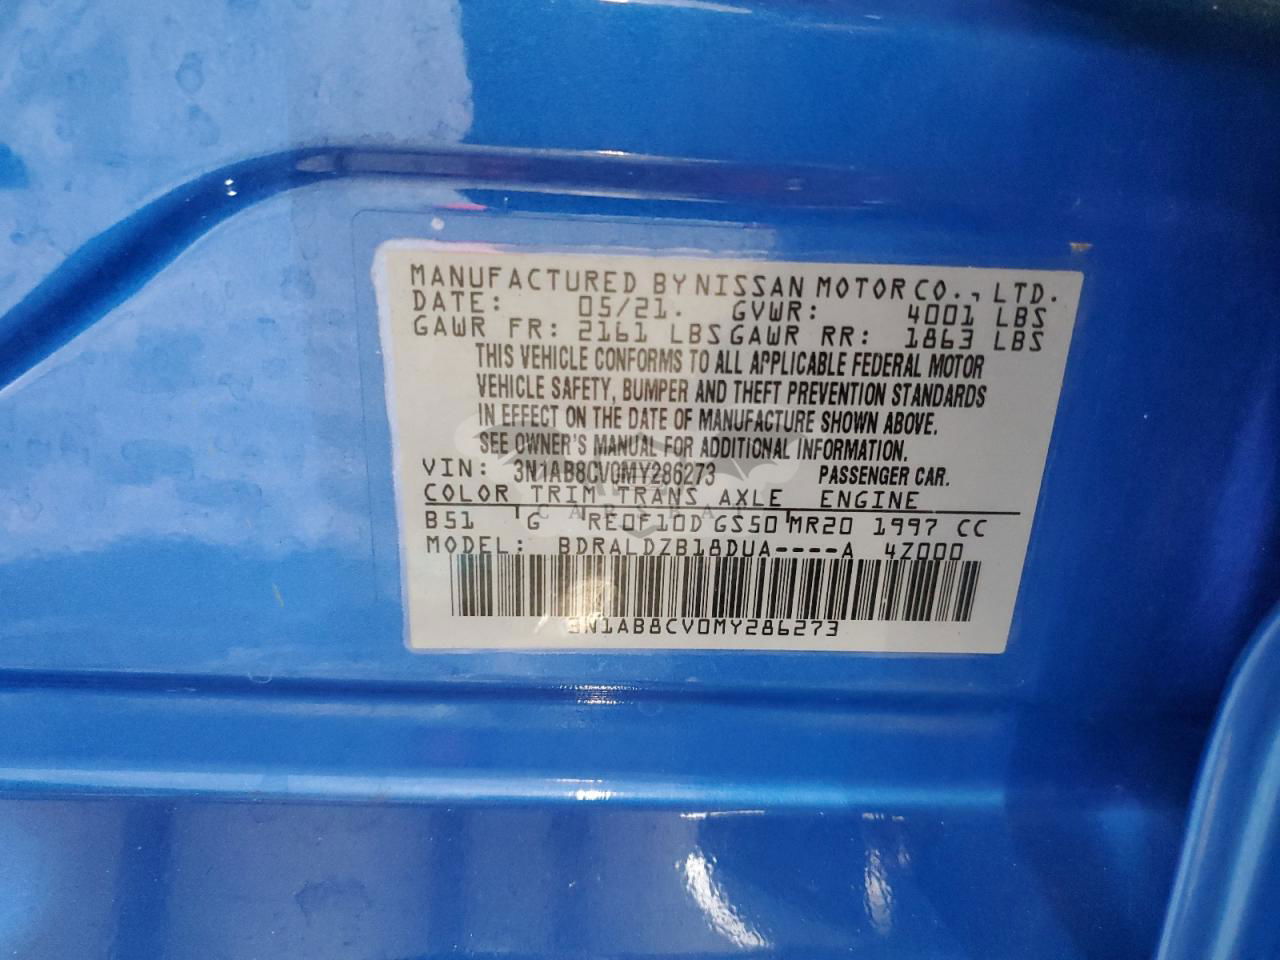 MANUFACTURED BY NISSAN MOTOR CO., LTD.
DATE: 05/21. GVWR: 4001 LBS
GAWR FR: 2161 LBS GAWR RR: 1863 LBS
THIS VEHICLE CONFORMS TO ALL APPLICABLE FEDERAL MOTOR
VEHICLE SAFETY, BUMPER AND THEFT PREVENTION STANDARDS
IN EFFECT ON THE DATE OF MANUFACTURE SHOWN ABOVE.
SEE OWNER'S MANUAL FOR ADDITIONAL INFORMATION.
VIN: 3N1AB8CV0MY286273 PASSENGER CAR.
COLOR TRIM TRANS AXLE ENGINE
B51 G RE0F10D GS50 MR20 1997 CC
MODEL: BDRALDZB18DUA----A 4Z000
3N1AB8CV0MY286273